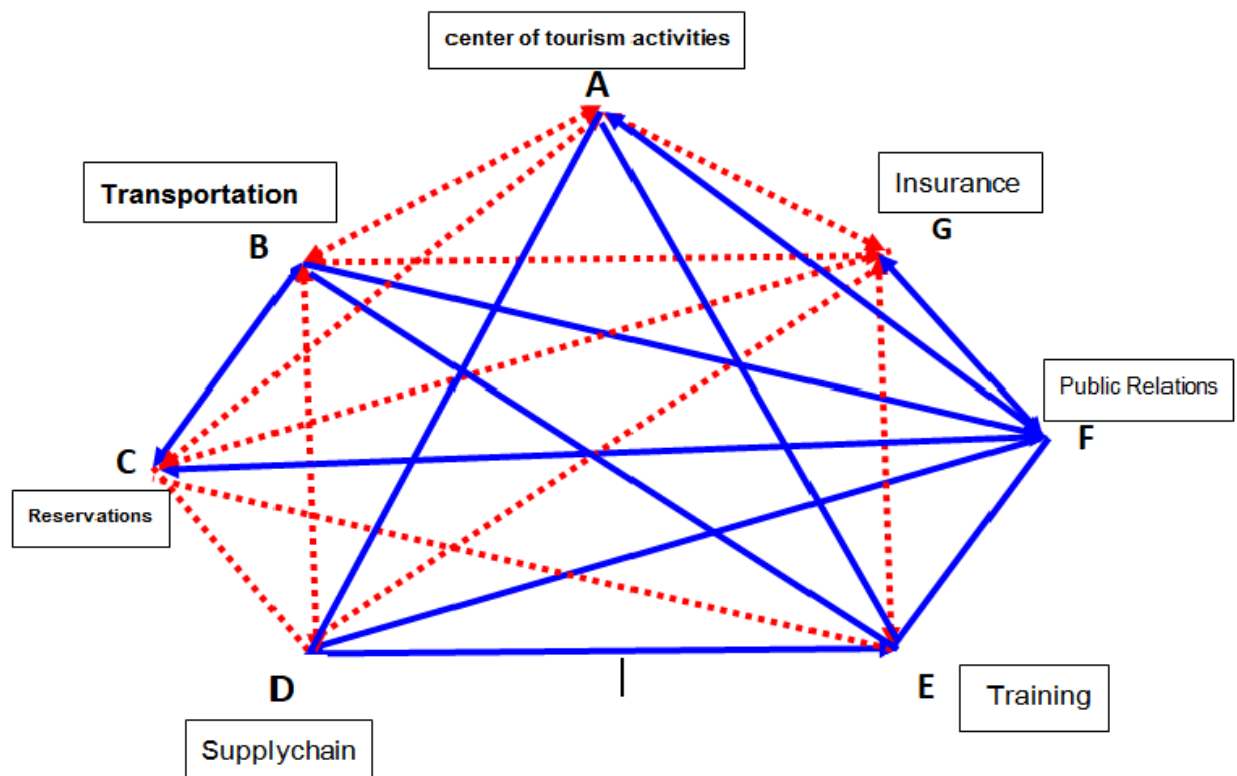 center of tourism activities
A
Transportation
B
Insurance
G
Public Relations
F
C
Reservations
D
Supplychain
E
Training